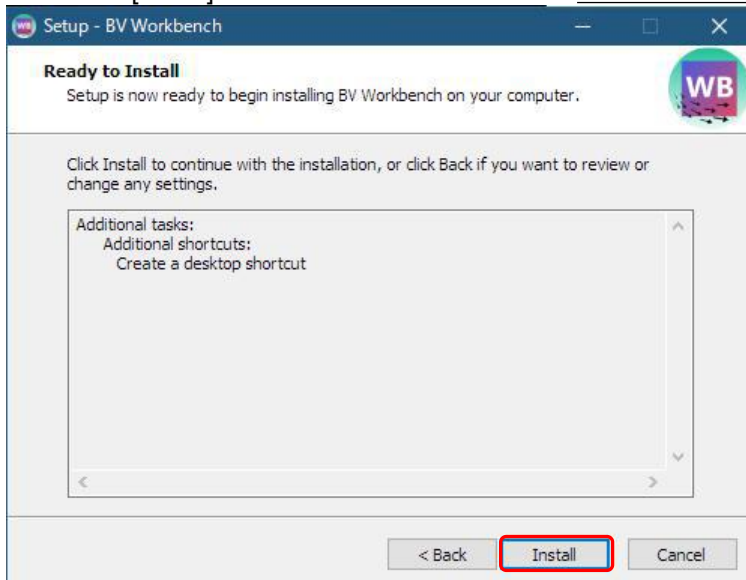 Setup - BV Workbench
Ready to Install
Setup is now ready to begin installing BV Workbench on your computer.
WB
Click Install to continue with the installation, or click Back if you want to review or
change any settings.
Additional tasks:
Additional shortcuts:
Create a desktop shortcut
< Back Install Cancel